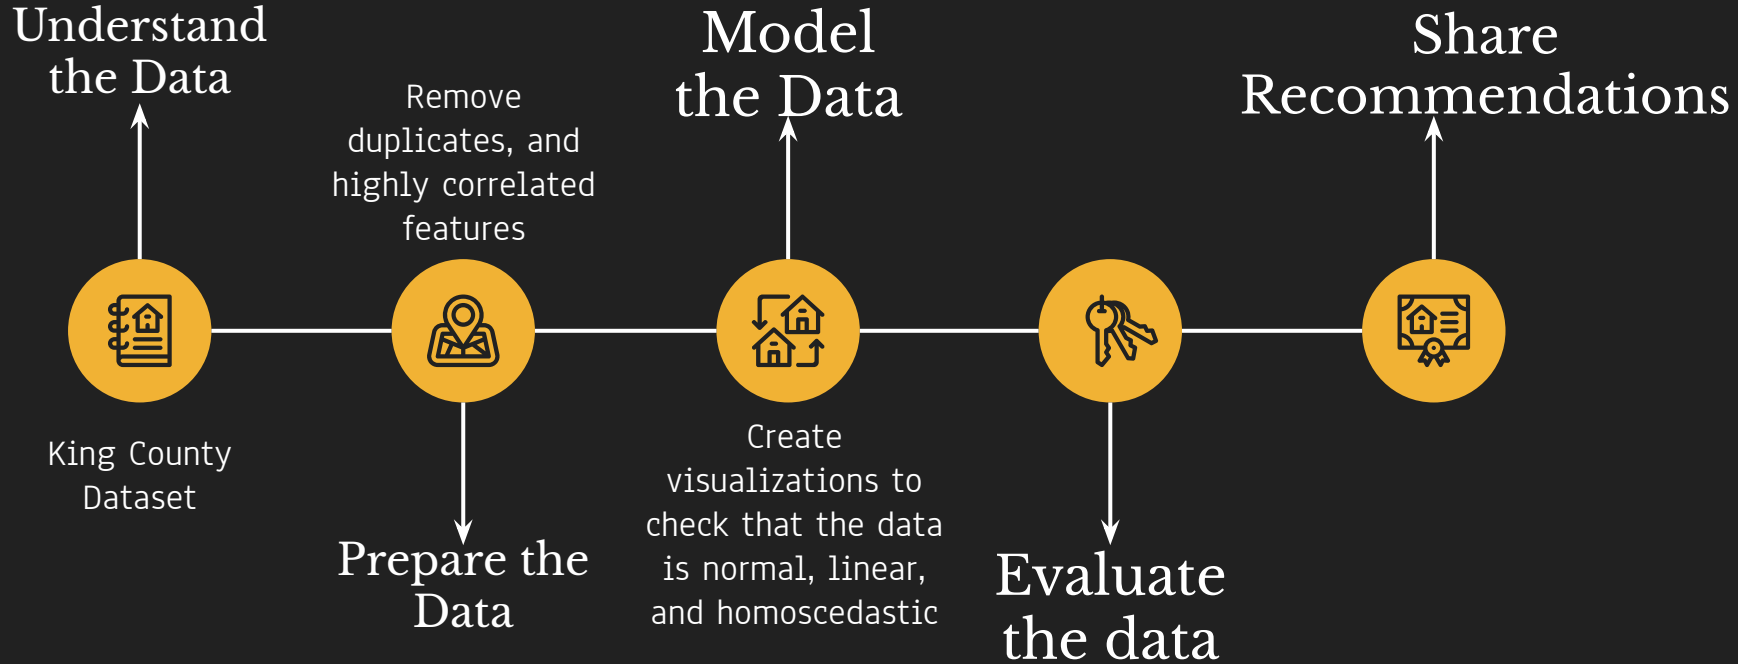 Understand
the Data
King County
Dataset
Remove
duplicates, and
highly correlated
features
Prepare the
Data
Model
the Data
Create
visualizations to
check that the data
is normal, linear,
and homoscedastic
Evaluate
the data
Share
Recommendations